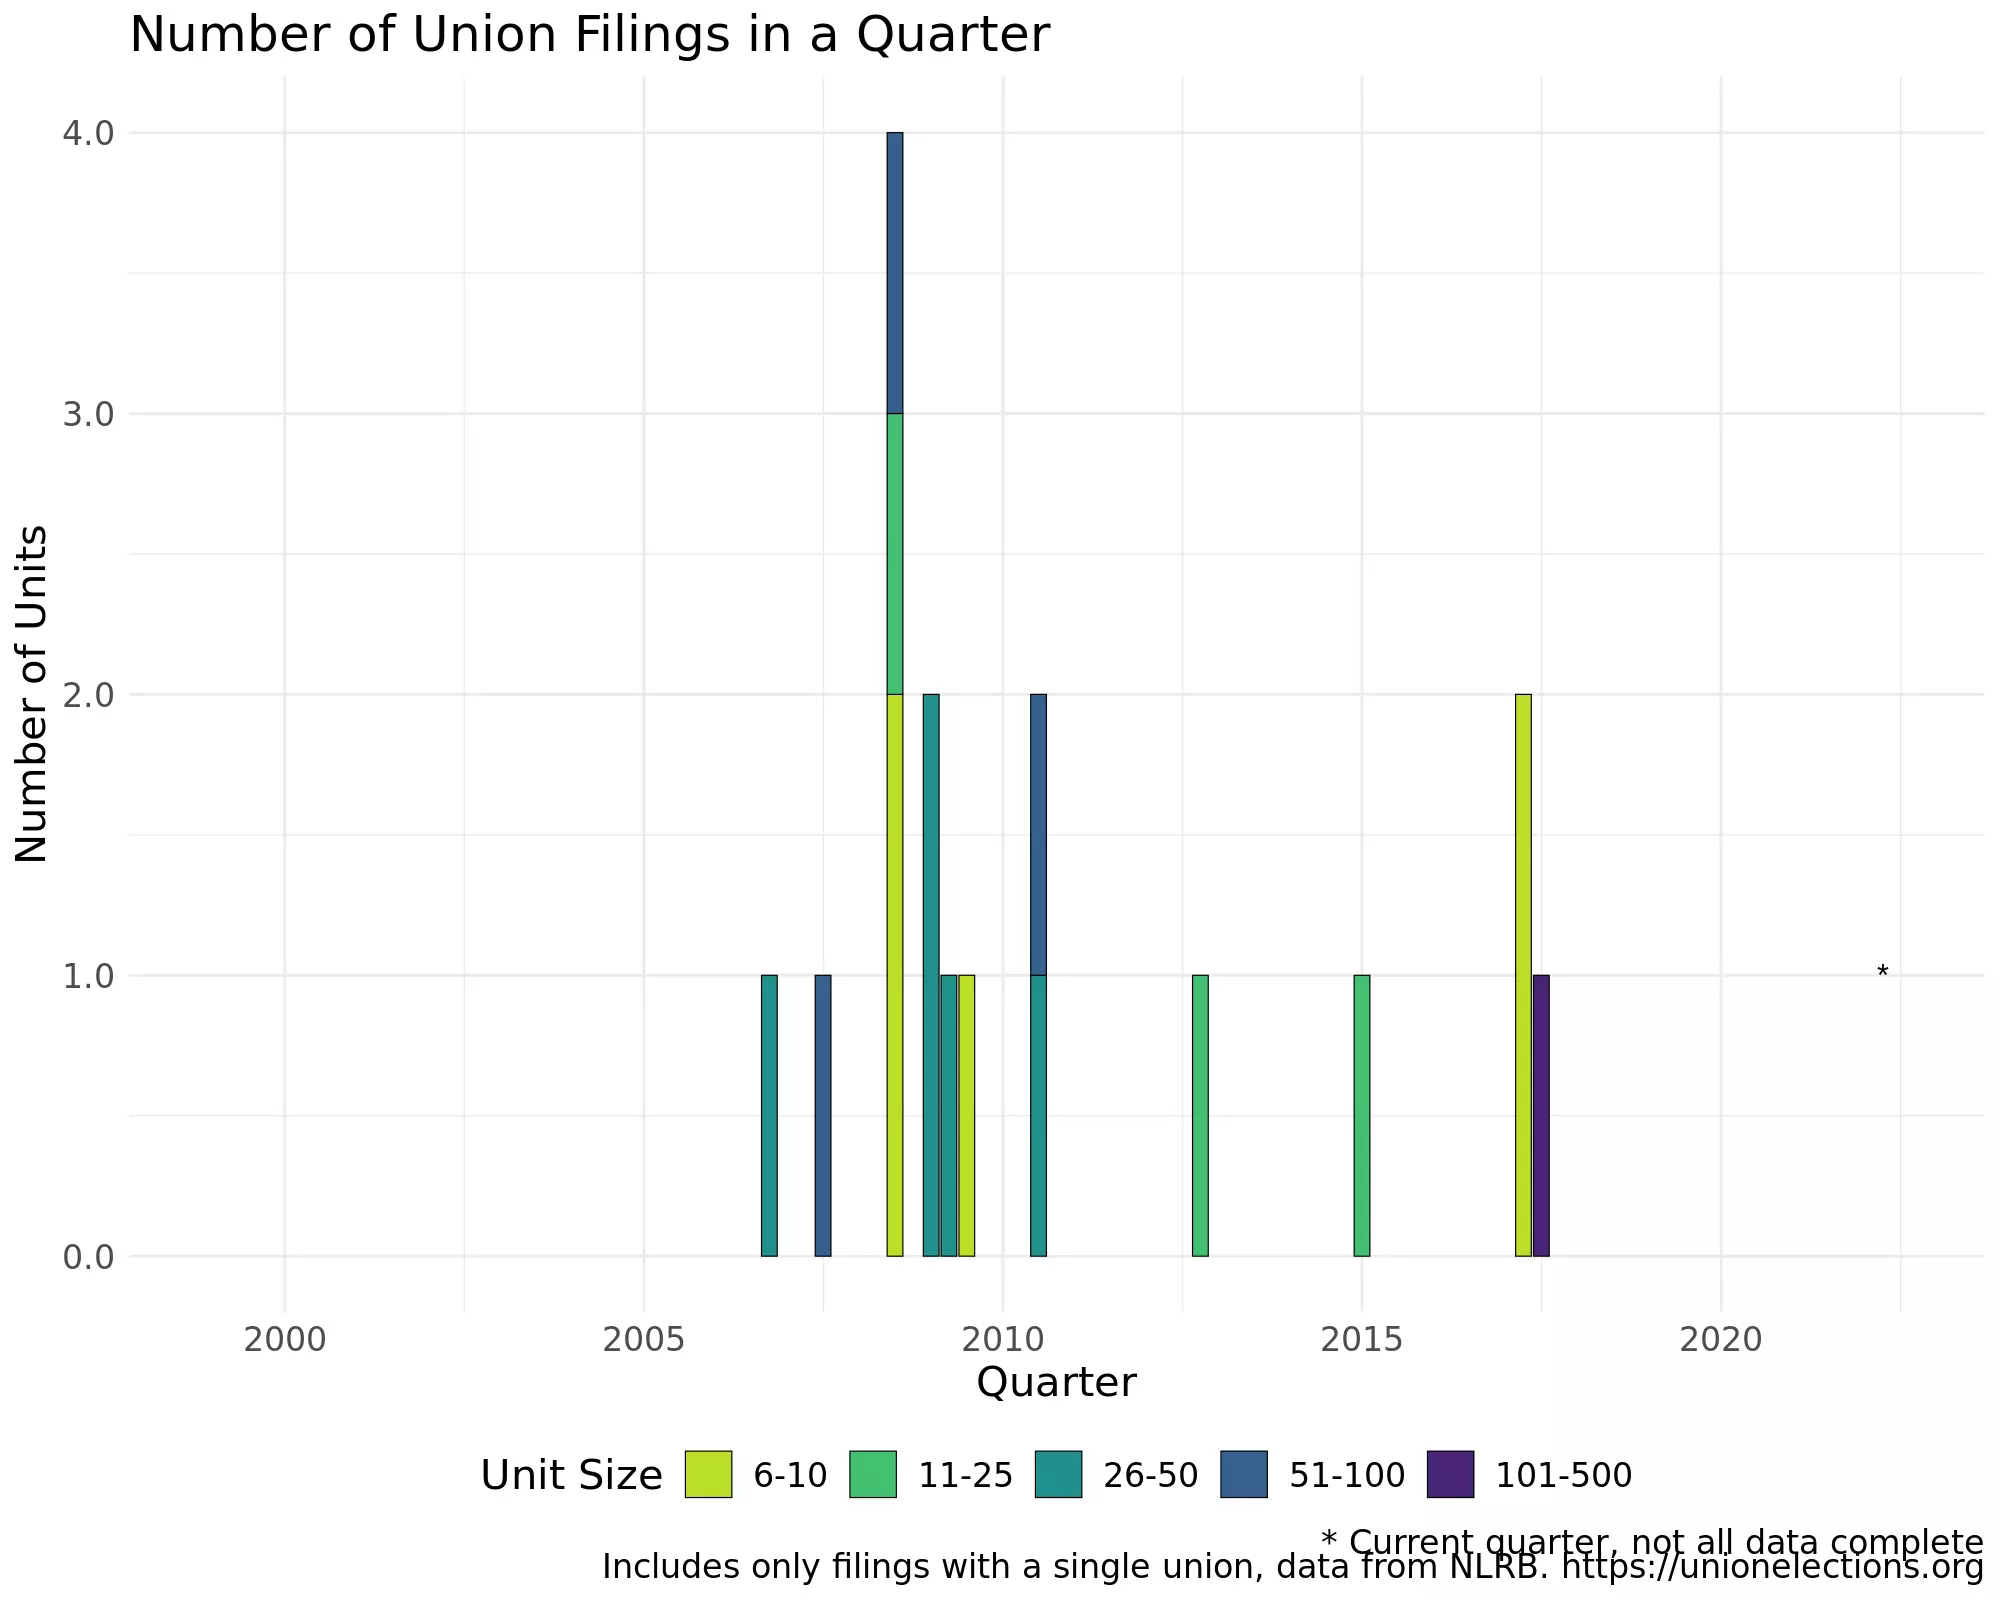 Number of Union Filings in a Quarter
Number of Units
4.0
3.0
2.0
1.0
0.0
*
2000 2005 2010 2015 2020
Quarter
Unit Size 6-10 11-25 26-50 51-100 101-500
* Current quarter, not all data complete
Includes only filings with a single union, data from NLRB. https://unionelections.org